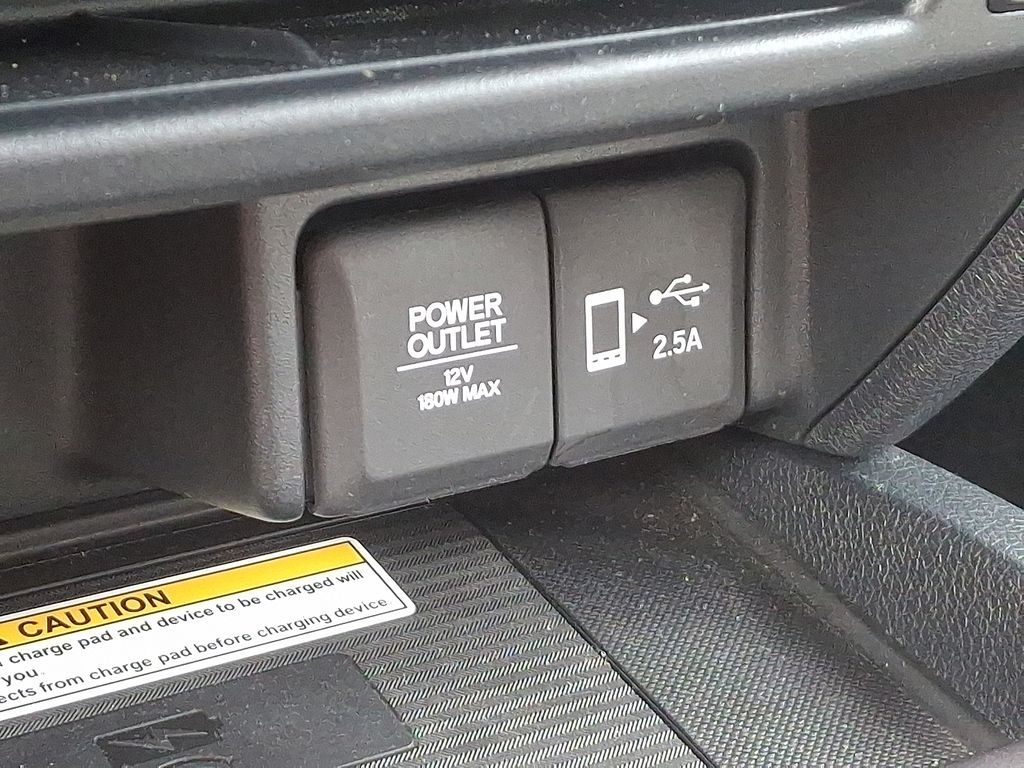 POWER
OUTLET
12V
180W MAX
2.5A
CAUTION
charge pad and device to be charged will
you.
ects from charge pad before charging device